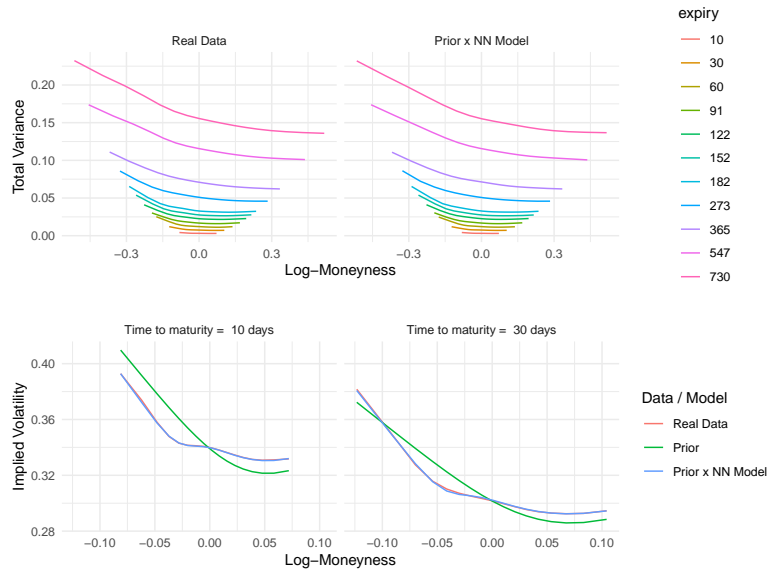 Real Data
Prior x NN Model
Total Variance
0.20
0.15
0.10
0.05
0.00
−0.3 0.0 0.3
−0.3 0.0 0.3
Log−Moneyness
expiry
10
30
60
91
122
152
182
273
365
547
730
Time to maturity = 10 days
Time to maturity = 30 days
Implied Volatility
0.40
0.36
0.32
0.28
−0.10 −0.05 0.00 0.05 0.10
−0.10 −0.05 0.00 0.05 0.10
Log−Moneyness
Data / Model
Real Data
Prior
Prior x NN Model